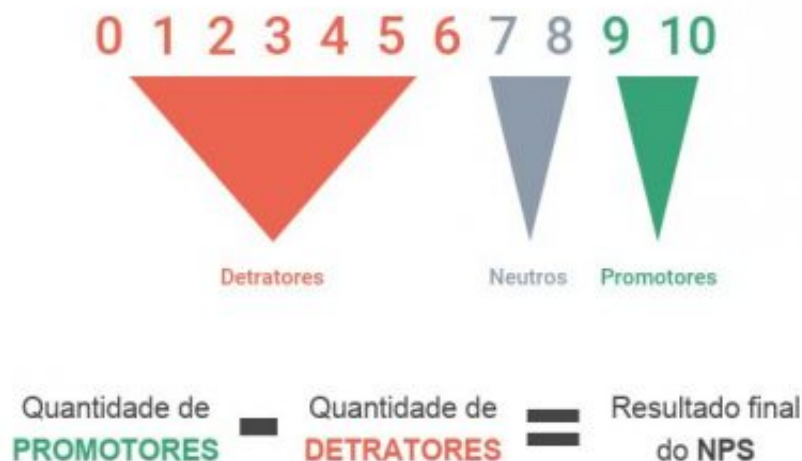 0 1 2 3 4 5 6 7 8 9 10
Detratores Neutros Promotores
Quantidade de Quantidade de Resultado final
PROMOTORES - DETRATORES = do NPS